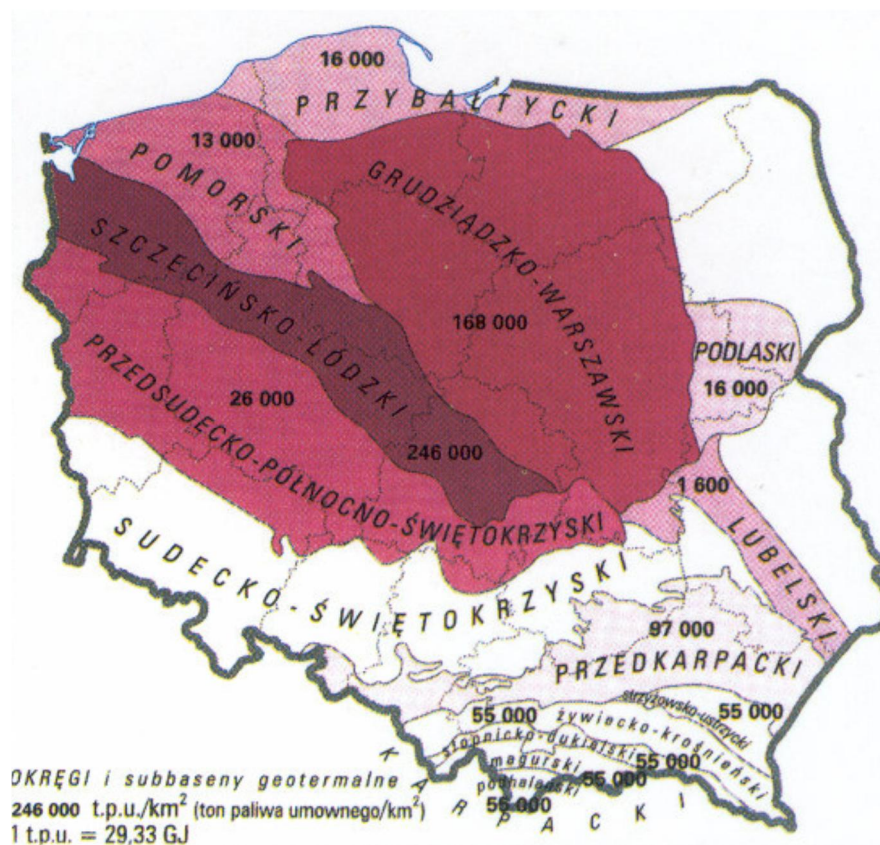 16 000
PRZYBAŁTYCKI
13 000
POMORSKI
GRUDZIĄDZKO-WARSZAWSKI
SZCZECIŃSKO-ŁÓDZKI
168 000
PODLASKI
16 000
PRZEDSUDECKO-PÓŁNOCNO-ŚWIĘTOKRZYSKI
26 000
246 000
1 600
LUBELSKI
SUDECKO-ŚWIĘTOKRZYSKI
97 000
PRZEDKARPACKI
strzyżowsko-ustrzycki
55 000
55 000
żywiecko-krośnieński
słopnicko-dukielski
55 000
magurski
55 000
podhalański
55 000
KARPACKI
OKRĘGI i subbaseny geotermalne
246 000 t.p.u./km² (ton paliwa umownego/km²)
1 t.p.u. = 29,33 GJ